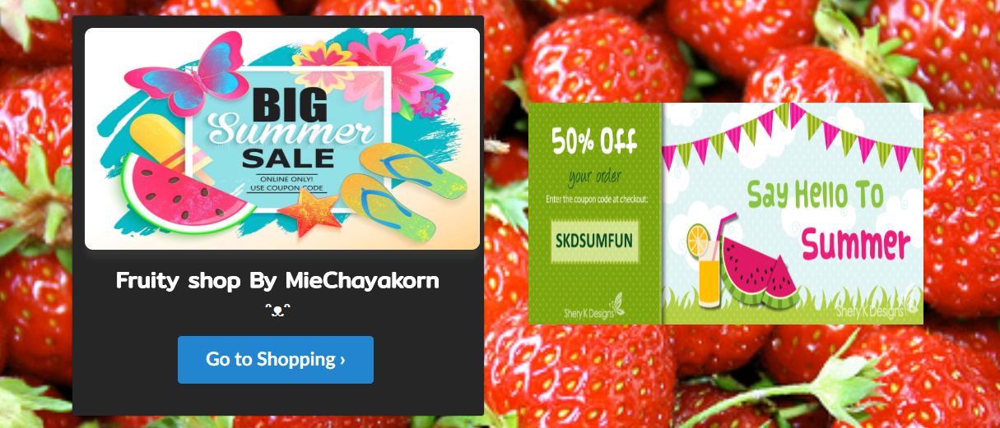 BIG
Summer
SALE
ONLINE ONLY!
USE COUPON CODE
Fruity shop By MieChayakorn
ᵔᴥᵔ
Go to Shopping ›
50% Off
your order
Enter the coupon code at checkout:
SKDSUMFUN
Shery K Designs
Say Hello To
Summer
Shery K Designs